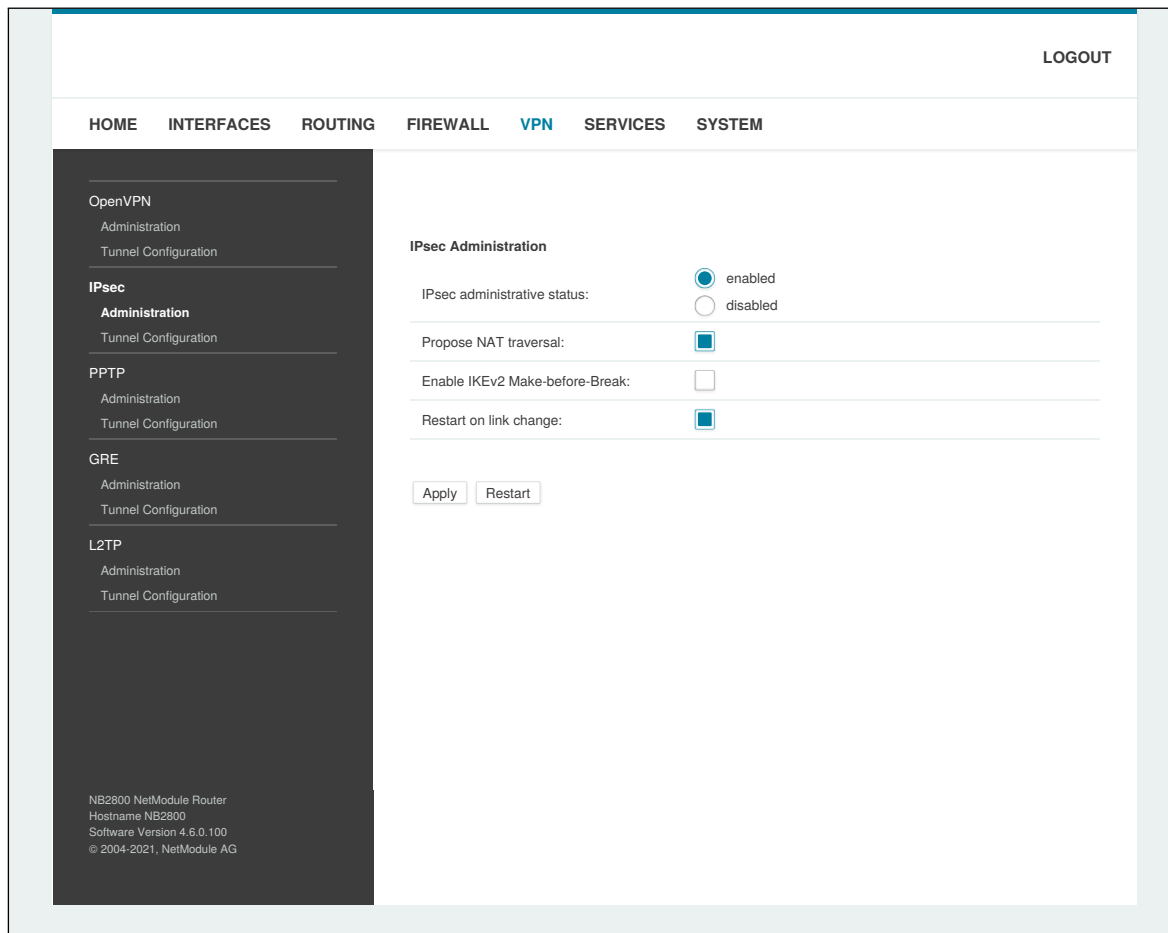 LOGOUT
HOME INTERFACES ROUTING FIREWALL VPN SERVICES SYSTEM
OpenVPN
Administration
Tunnel Configuration
IPsec
Administration
Tunnel Configuration
PPTP
Administration
Tunnel Configuration
GRE
Administration
Tunnel Configuration
L2TP
Administration
Tunnel Configuration
NB2800 NetModule Router
Hostname NB2800
Software Version 4.6.0.100
© 2004-2021, NetModule AG
IPsec Administration
IPsec administrative status:
enabled
disabled
Propose NAT traversal:
Enable IKEv2 Make-before-Break:
Restart on link change:
Apply Restart